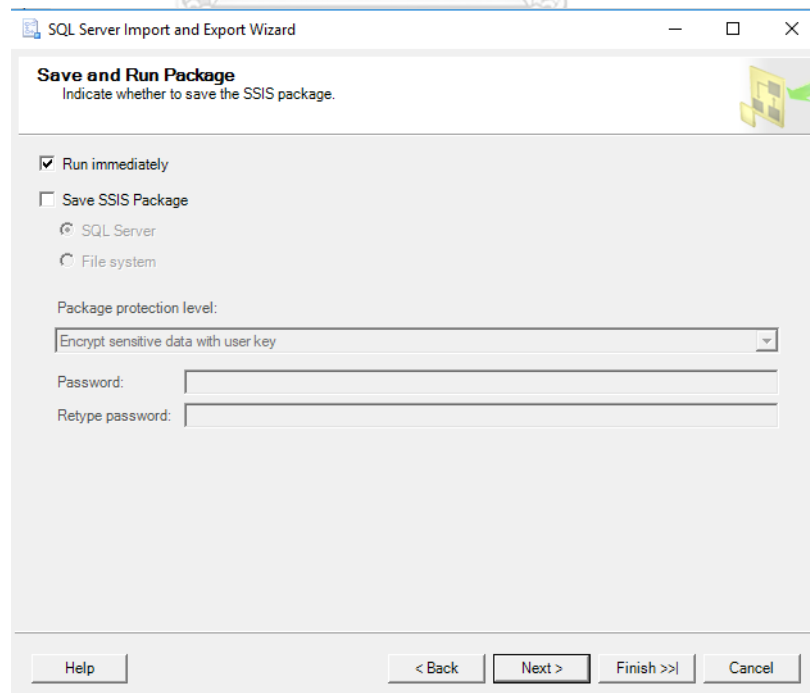 SQL Server Import and Export Wizard
Save and Run Package
Indicate whether to save the SSIS package.
Run immediately
Save SSIS Package
SQL Server
File system
Package protection level:
Encrypt sensitive data with user key
Password:
Retype password:
Help
< Back
Next >
Finish >>|
Cancel